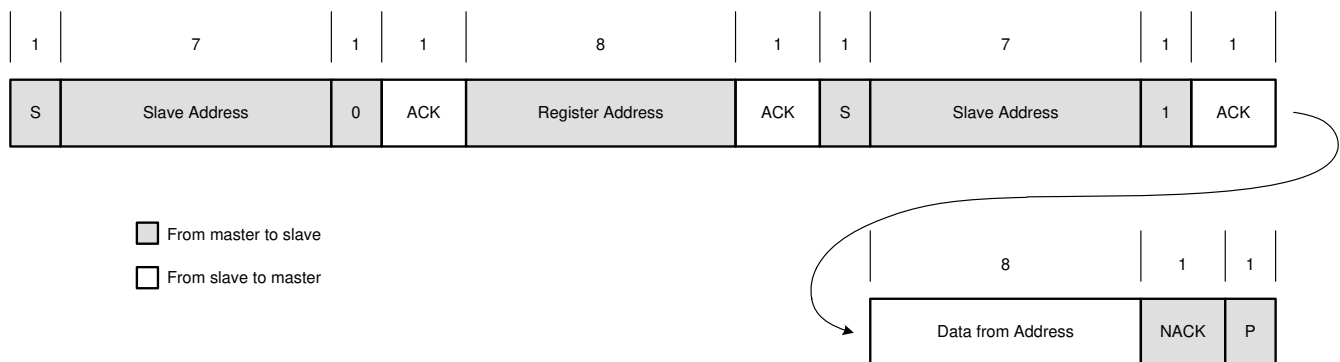 1 7 1 1 8 1 1 7 1 1
S Slave Address 0 ACK Register Address ACK S Slave Address 1 ACK
From master to slave
From slave to master
8 1 1
Data from Address NACK P